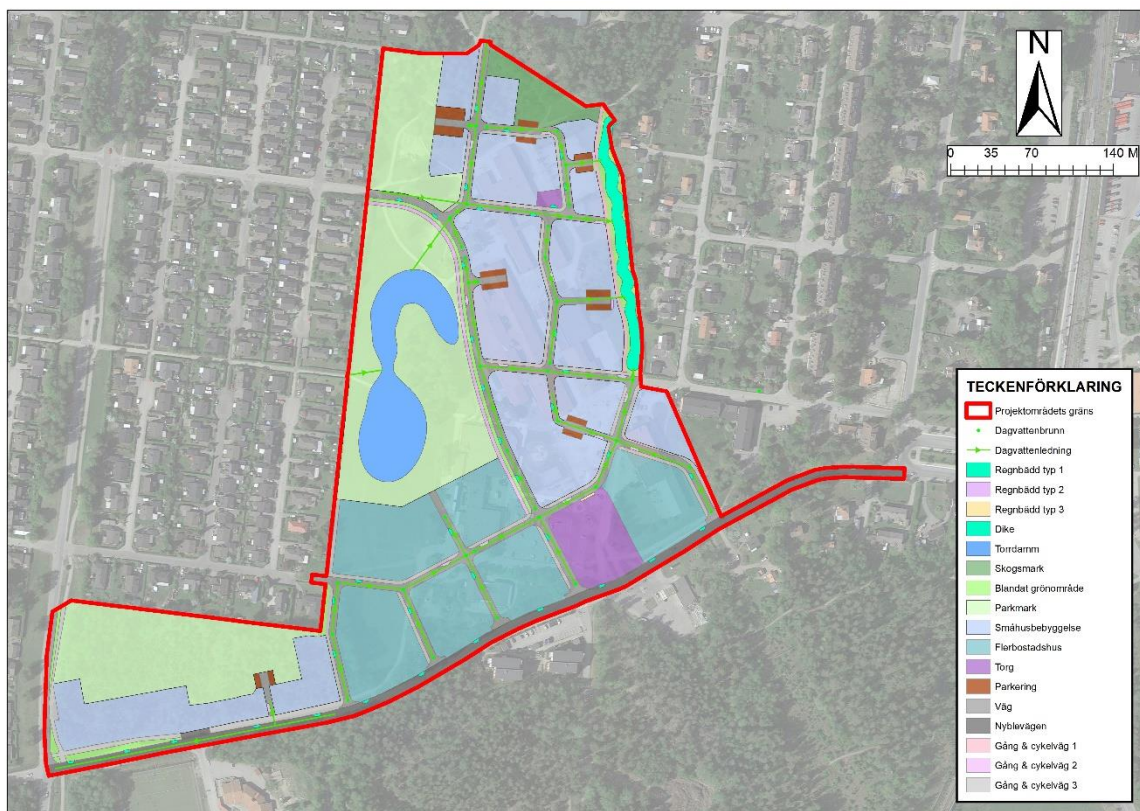 N
0 35 70 140 M
TECKENFÖRKLARING
Projektområdets gräns
Dagvattenbrunn
Dagvattenledning
Regnbädd typ 1
Regnbädd typ 2
Regnbädd typ 3
Dike
Torrdamm
Skogsmark
Blandat grönområde
Parkmark
Småhusbebyggelse
Flerbostadshus
Torg
Parkering
Väg
Nyblevägen
Gång & cykelväg 1
Gång & cykelväg 2
Gång & cykelväg 3